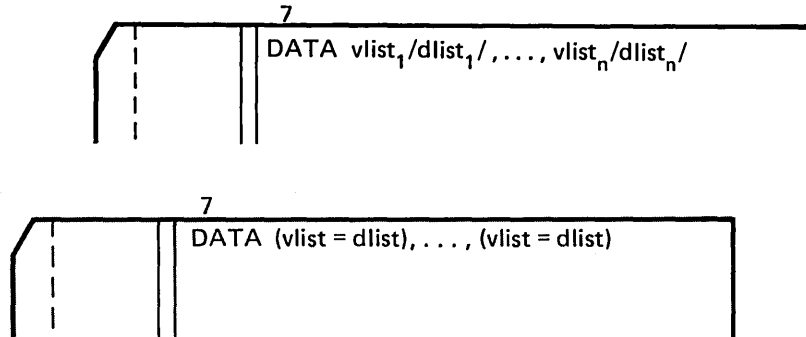 7
DATA vlist₁/dlist₁/,..., vlistₙ/dlistₙ/
7
DATA (vlist = dlist),..., (vlist = dlist)